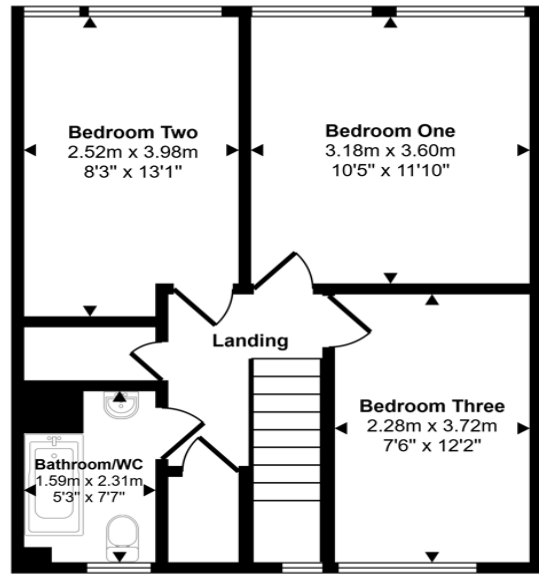 Bedroom Two
2.52m x 3.98m
8'3" x 13'1"
Bedroom One
3.18m x 3.60m
10'5" x 11'10"
Landing
Bedroom Three
2.28m x 3.72m
7'6" x 12'2"
Bathroom/WC
1.59m x 2.31m
5'3" x 7'7"